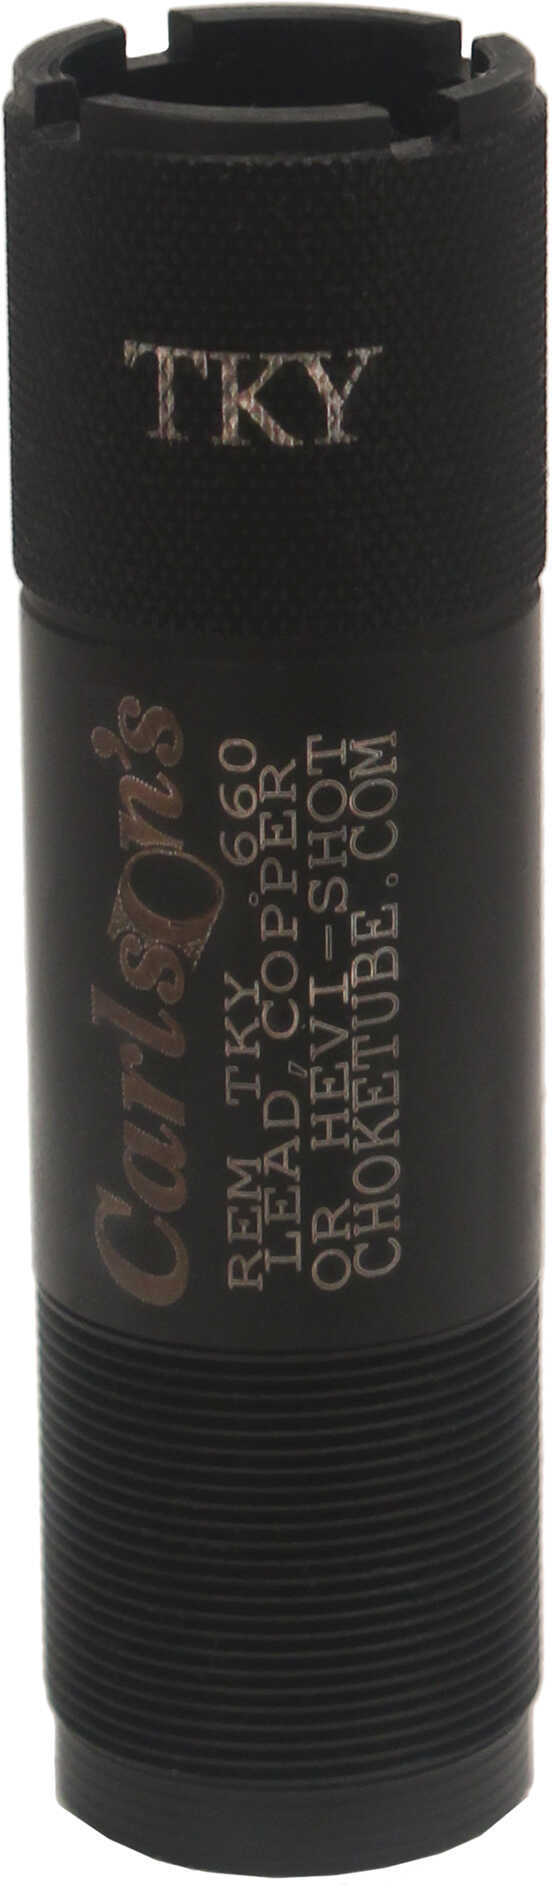 TKY
Carlson's
REM TKY .660
LEAD, COPPER
OR HEVI-SHOT
CHOKETUBE.COM